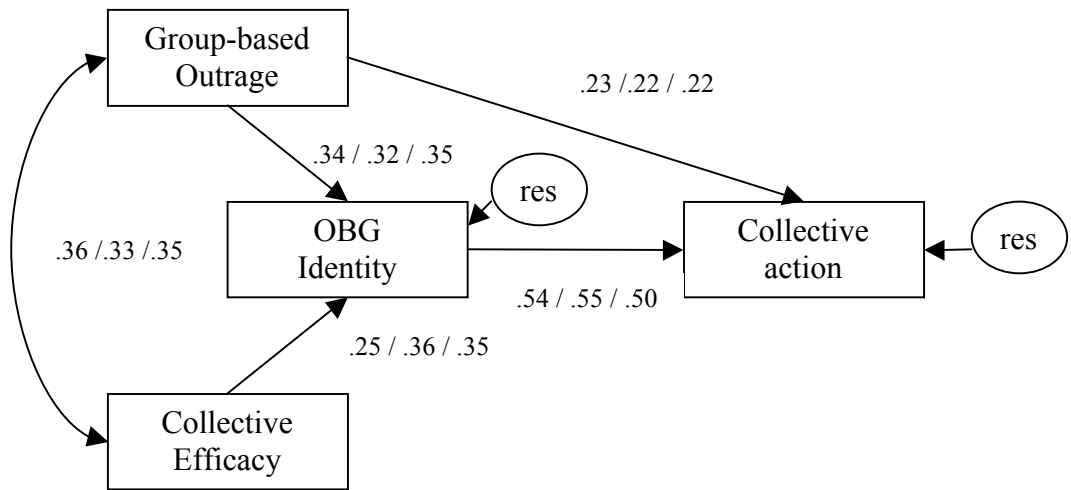 Group-based
Outrage
.23 /.22 / .22
.34 / .32 / .35
res
OBG
Identity
Collective
action
res
.36 /.33 /.35
.54 / .55 / .50
.25 / .36 / .35
Collective
Efficacy